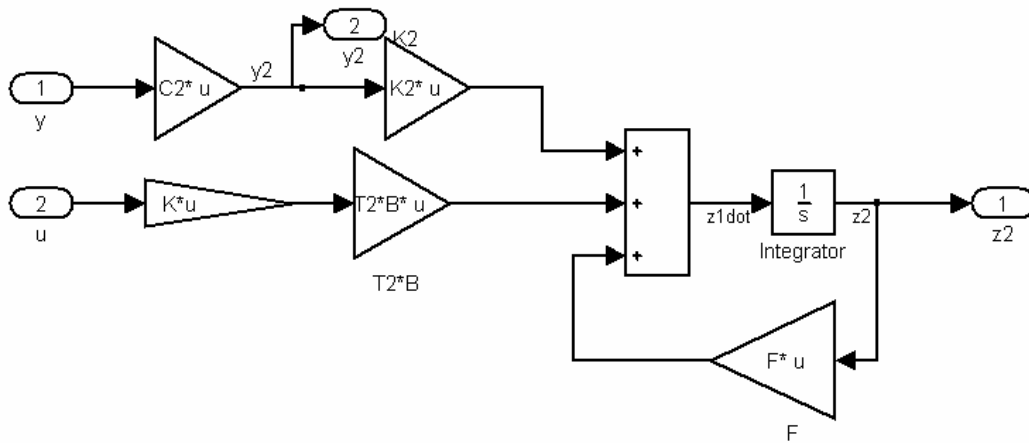 2
K2
y2
1
C2* u
y2
K2* u
y
+
2
K*u
T2*B* u
+
z1dot
1
s
z2
1
u
Integrator
z2
+
T2*B
F* u
F